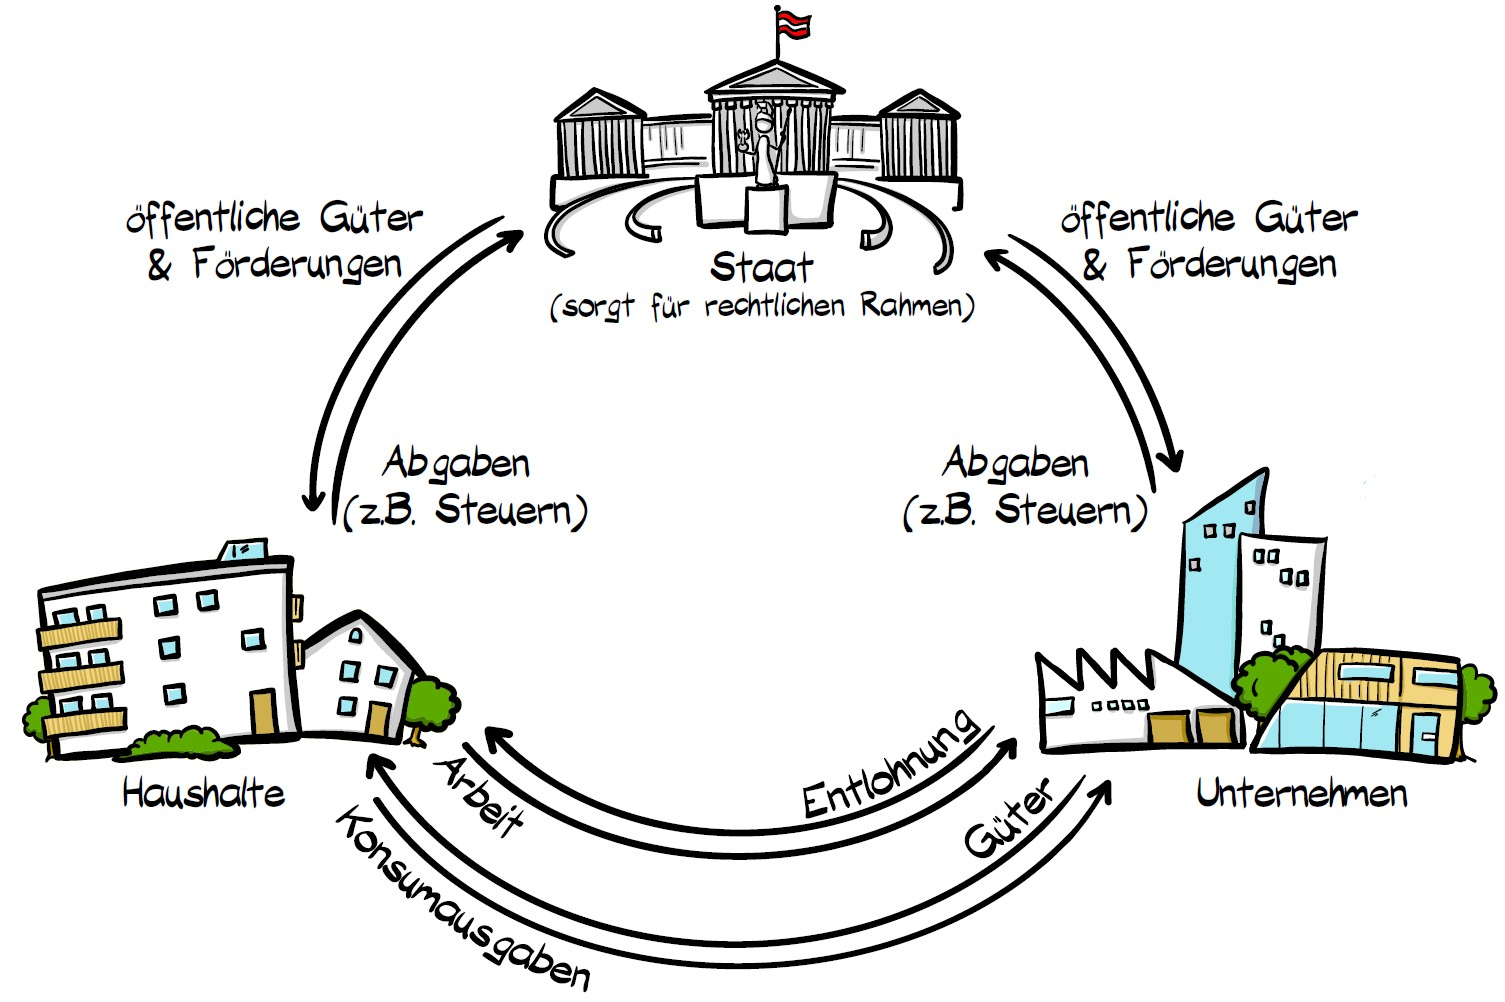 öffentliche Güter
& Förderungen
öffentliche Güter
& Förderungen
Staat
(sorgt für rechtlichen Rahmen)
Abgaben
(z.B. Steuern)
Abgaben
(z.B. Steuern)
Haushalte
Unternehmen
Arbeit
Entlohnung
Güter
Konsumausgaben